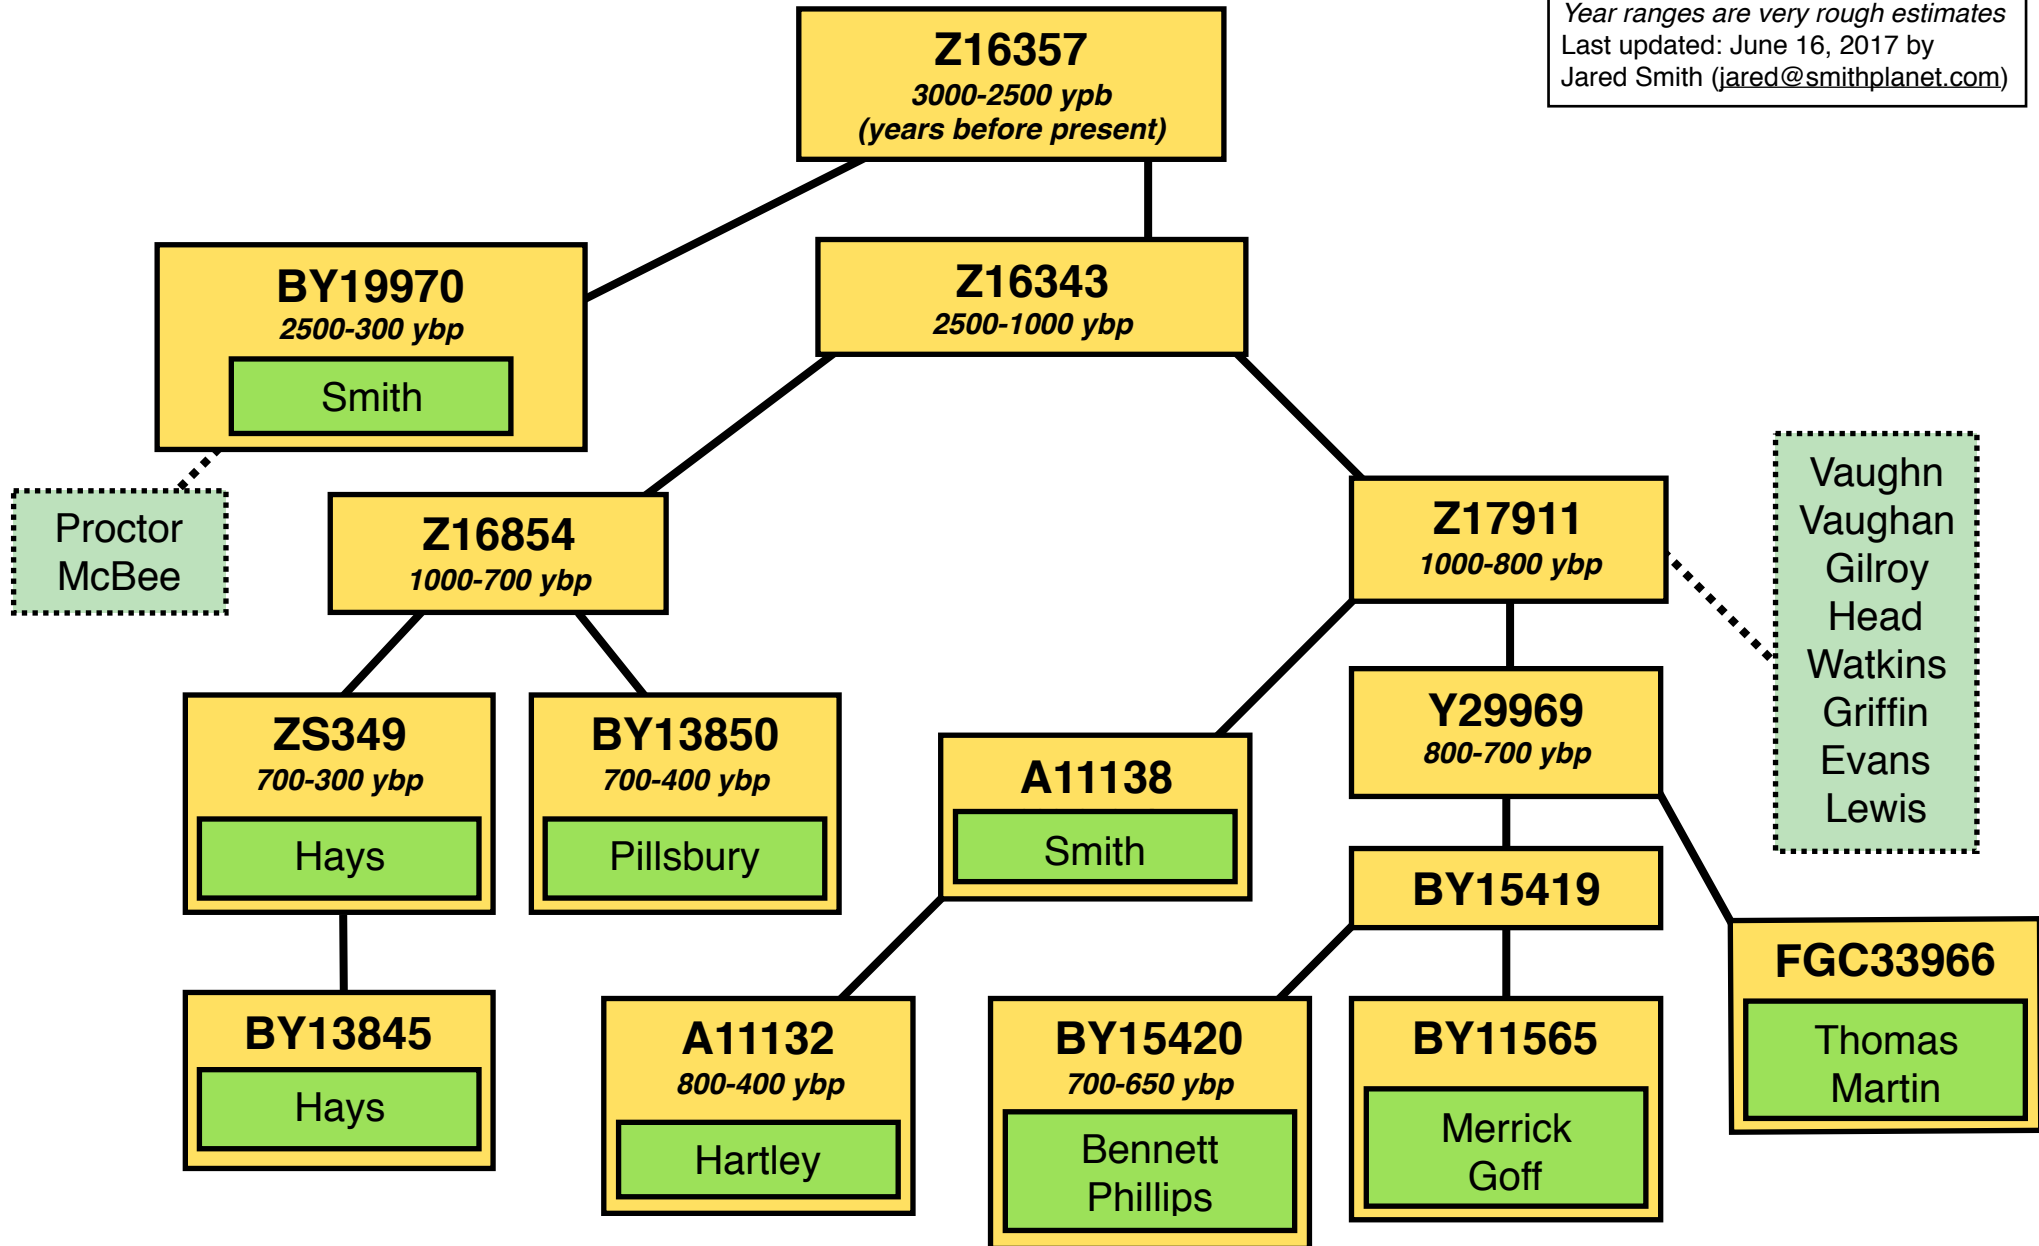 Year ranges are very rough estimates
Last updated: June 16, 2017 by
Jared Smith (jared@smithplanet.com)
Z16357
3000-2500 ypb
(years before present)
BY19970
2500-300 ybp
Smith
Z16343
2500-1000 ybp
Proctor
McBee
Z16854
1000-700 ybp
Z17911
1000-800 ybp
Vaughn
Vaughan
Gilroy
Head
Watkins
Griffin
Evans
Lewis
ZS349
700-300 ybp
Hays
BY13850
700-400 ybp
Pillsbury
A11138
Smith
Y29969
800-700 ybp
BY15419
FGC33966
Thomas
Martin
BY13845
Hays
A11132
800-400 ybp
Hartley
BY15420
700-650 ybp
Bennett
Phillips
BY11565
Merrick
Goff